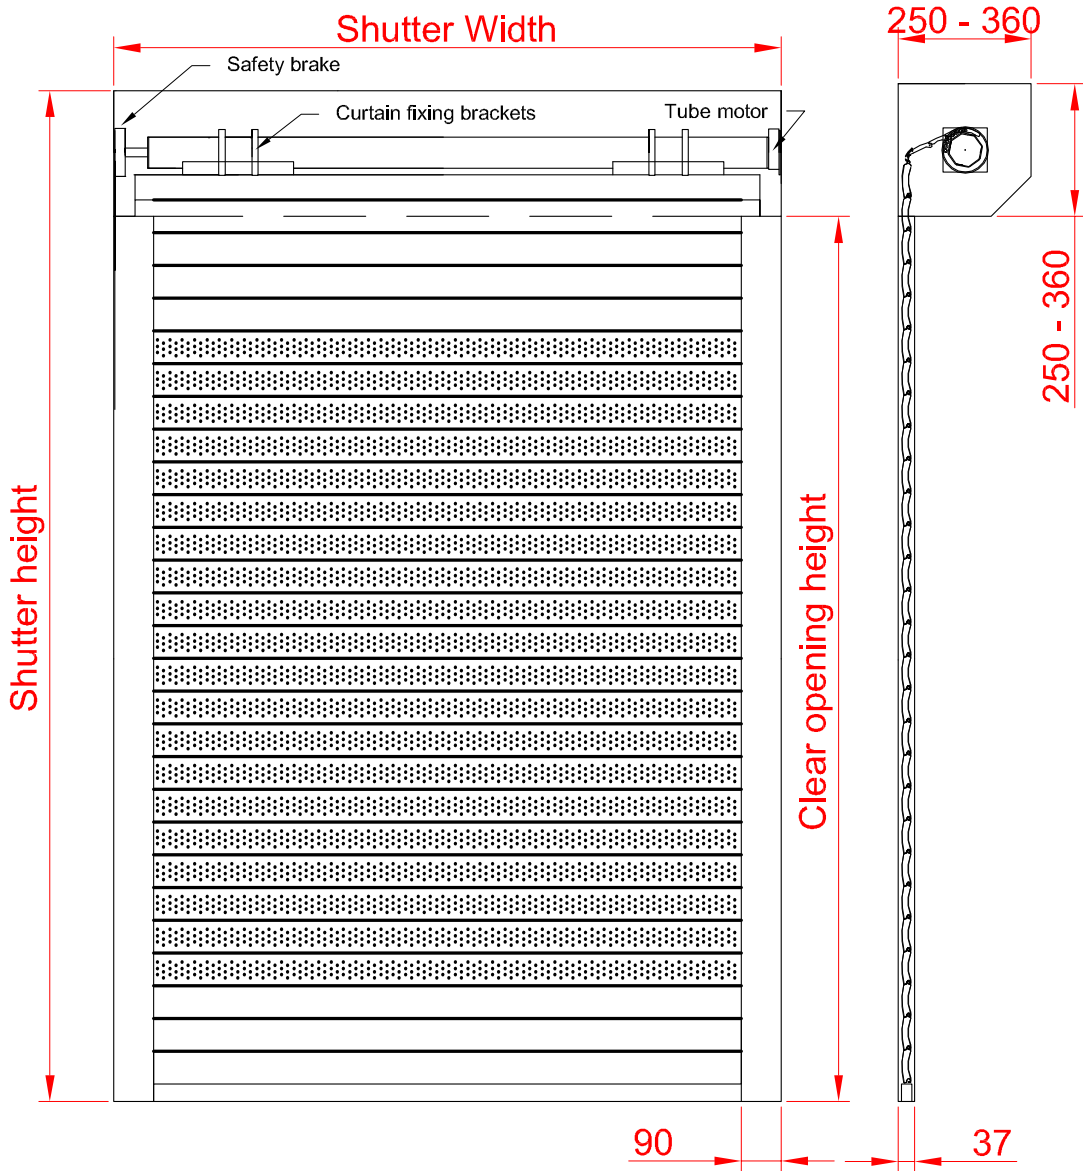 Shutter Width
250 - 360
Safety brake
Curtain fixing brackets
Tube motor
250 - 360
Shutter height
Clear opening height
90
37